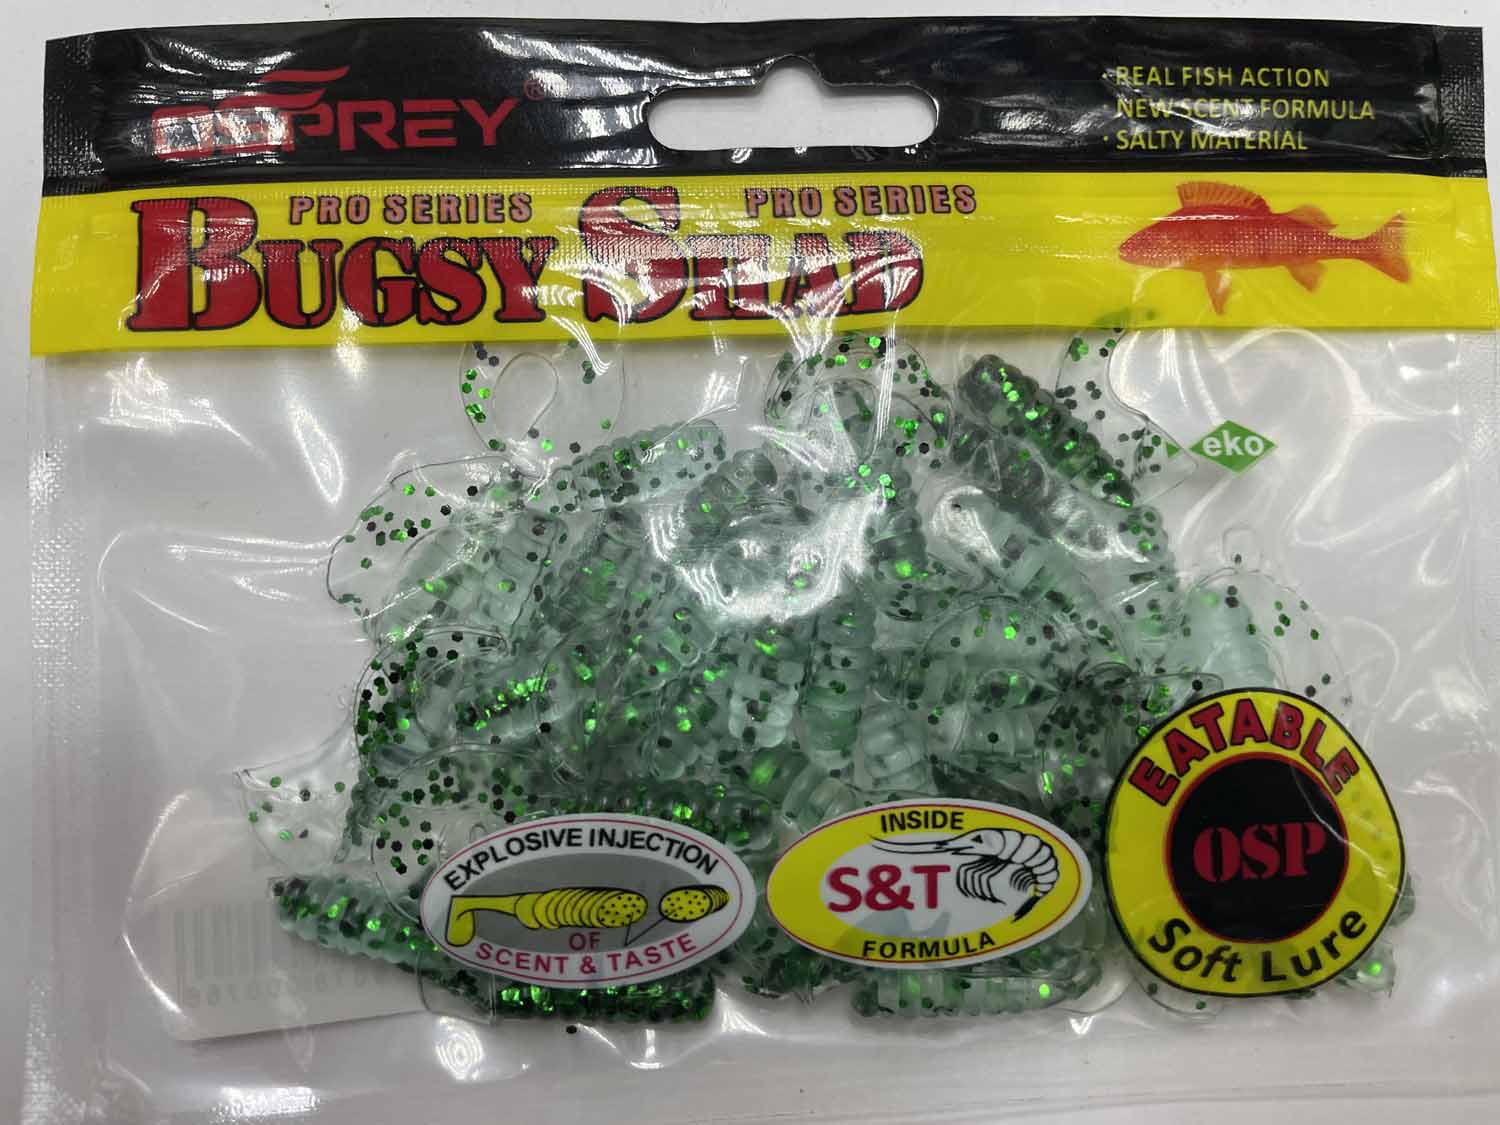 OSPREY®
· REAL FISH ACTION
· NEW SCENT FORMULA
· SALTY MATERIAL
PRO SERIES
PRO SERIES
BUGSY SHAD
eko
EXPLOSIVE INJECTION
OF
SCENT & TASTE
INSIDE
S&T
FORMULA
EATABLE
OSP
Soft Lure